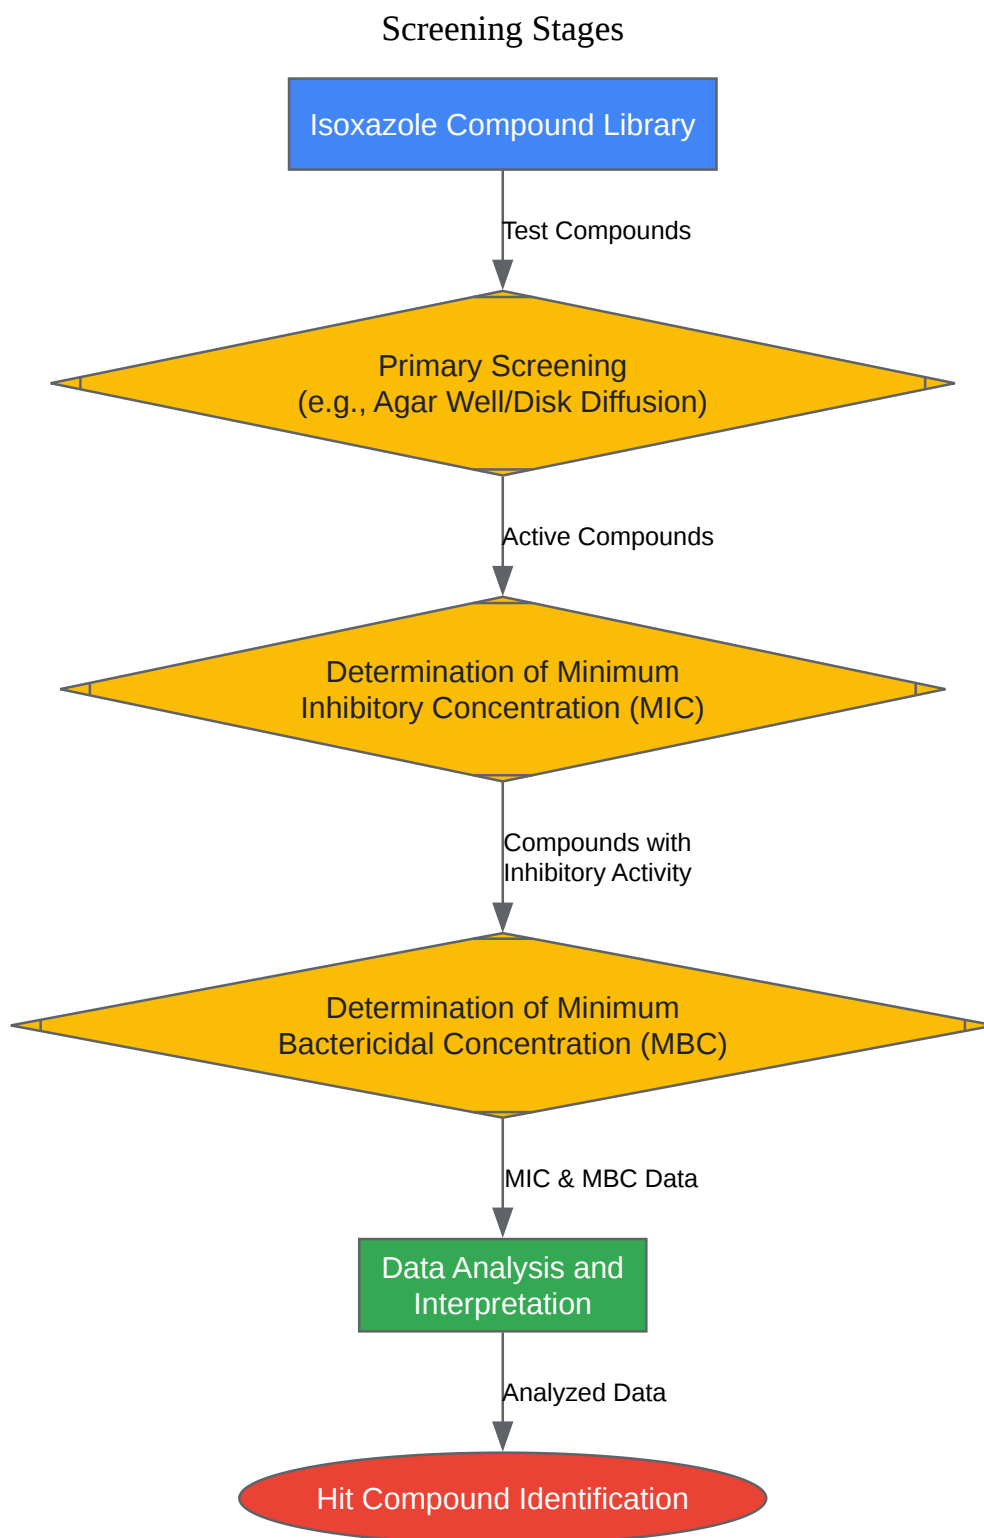 Screening Stages
Isoxazole Compound Library
Test Compounds
Primary Screening
(e.g., Agar Well/Disk Diffusion)
Active Compounds
Determination of Minimum
Inhibitory Concentration (MIC)
Compounds with
Inhibitory Activity
Determination of Minimum
Bactericidal Concentration (MBC)
MIC & MBC Data
Data Analysis and
Interpretation
Analyzed Data
Hit Compound Identification